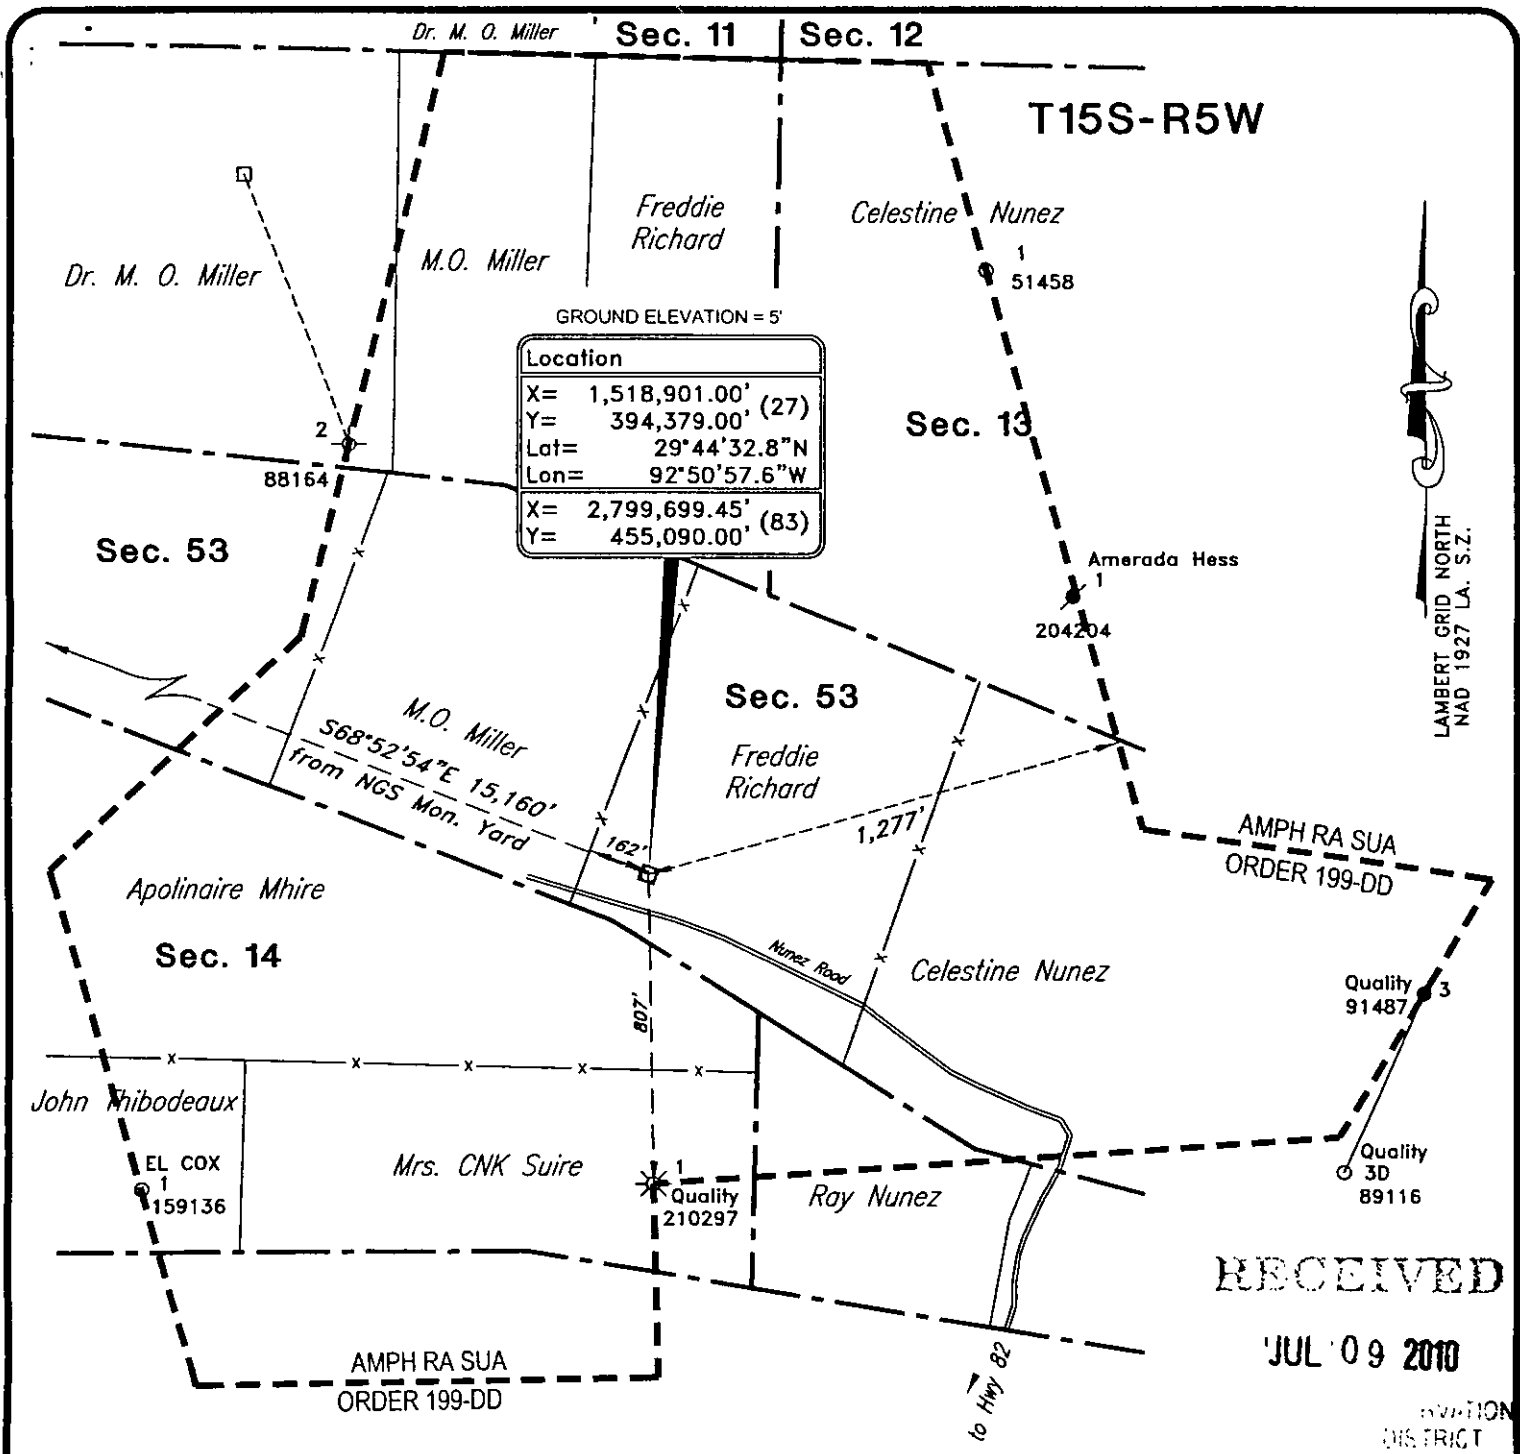 Dr. M. O. Miller
Sec. 11
Sec. 12
T15S-R5W
Freddie
Richard
Celestine Nunez
M.O. Miller
Dr. M. O. Miller
1
51458
GROUND ELEVATION = 5'
Location
X= 1,518,901.00' (27)
Y= 394,379.00'
Lat= 29°44'32.8"N
Lon= 92°50'57.6"W
X= 2,799,699.45' (83)
Y= 455,090.00'
Sec. 13
2
88164
Sec. 53
Amerada Hess
1
204204
LAMBERT GRID NORTH
NAD 1927 LA. S.Z.
Sec. 53
M.O. Miller
Freddie
Richard
S68°52'54"E 15,160'
from NGS Mon. Yard
162'
1,277'
AMPH RA SUA
ORDER 199-DD
Apolinaire Mhire
Sec. 14
Nunez Road
Celestine Nunez
Quality
91487
3
807'
John Thibodeaux
EL COX
1
159136
Mrs. CNK Suire
1
Quality
210297
Ray Nunez
Quality
3D
89116
RECEIVED
JUL 09 2010
DISTRICT
AMPH RA SUA
ORDER 199-DD
to Hwy 82